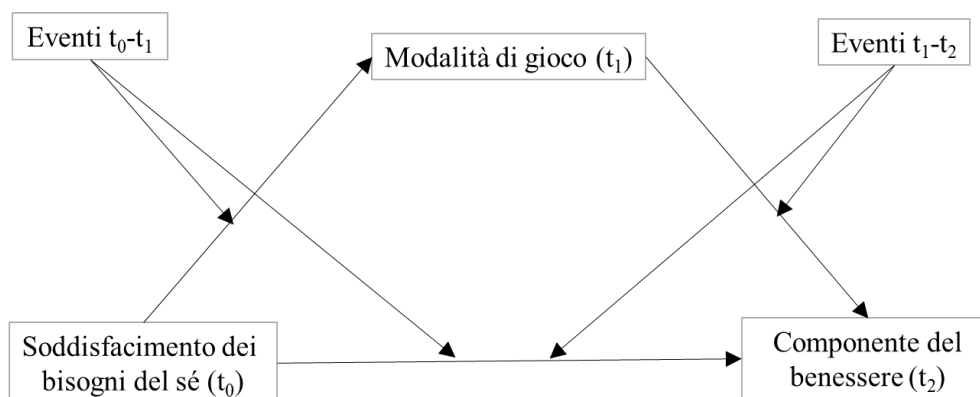 Eventi t₀-t₁
Modalità di gioco (t₁)
Eventi t₁-t₂
Soddisfacimento dei
bisogni del sé (t₀)
Componente del
benessere (t₂)